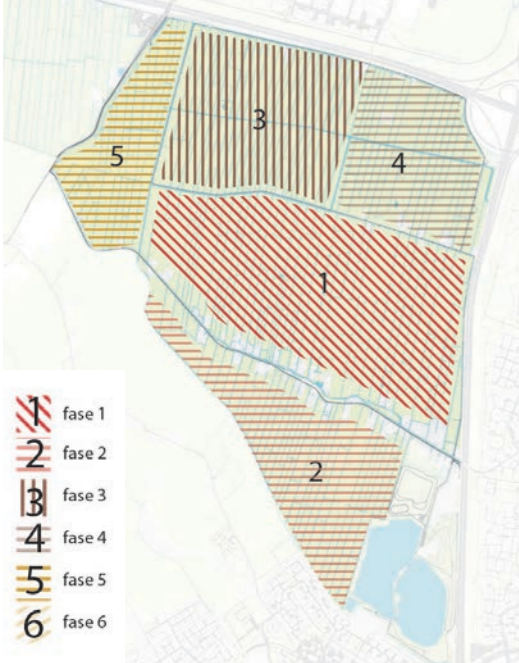 3
5
4
1
2
1 fase 1
2 fase 2
3 fase 3
4 fase 4
5 fase 5
6 fase 6